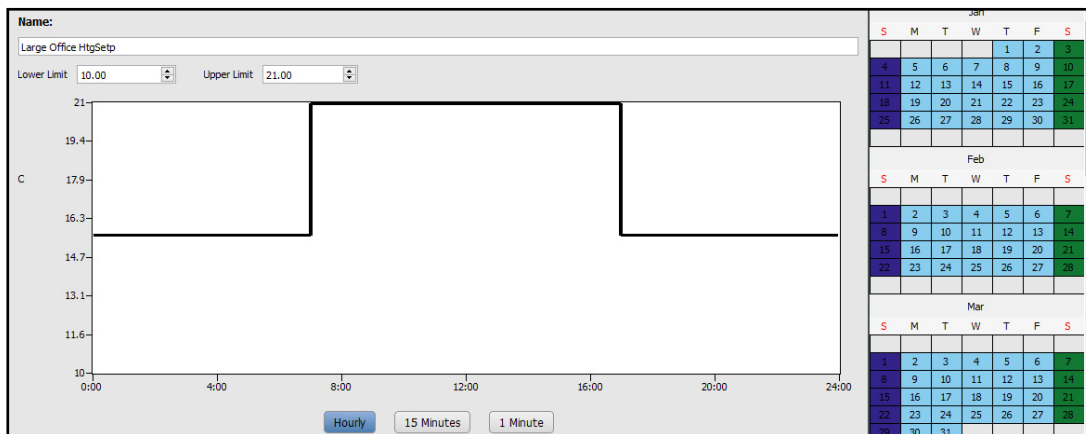 Name:
Large Office HtgSetp
Lower Limit 10.00 Upper Limit 21.00
21
19.4
17.9
C
16.3
14.7
13.1
11.6
10
0:00 4:00 8:00 12:00 16:00 20:00 24:00
Hourly 15 Minutes 1 Minute
Jan
S M T W T F S
1 2 3
4 5 6 7 8 9 10
11 12 13 14 15 16 17
18 19 20 21 22 23 24
25 26 27 28 29 30 31
Feb
S M T W T F S
1 2 3 4 5 6 7
8 9 10 11 12 13 14
15 16 17 18 19 20 21
22 23 24 25 26 27 28
Mar
S M T W T F S
1 2 3 4 5 6 7
8 9 10 11 12 13 14
15 16 17 18 19 20 21
22 23 24 25 26 27 28
29 30 31